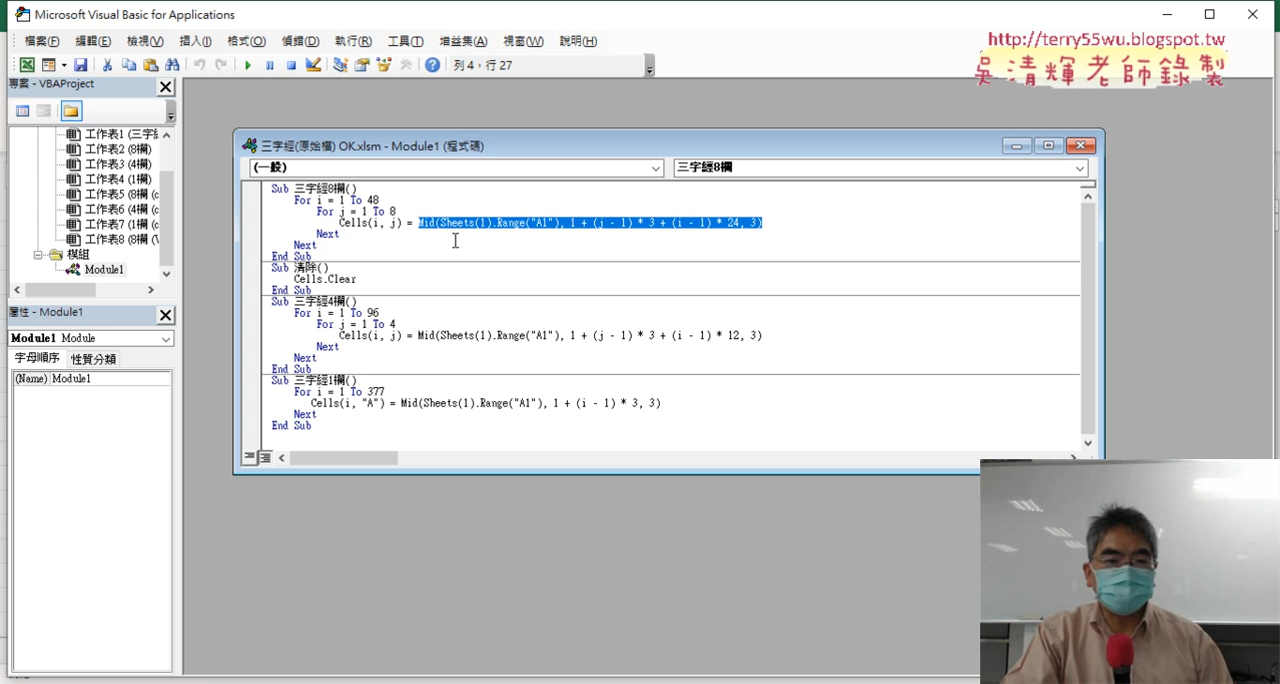 Microsoft Visual Basic for Applications
檔案(F) 編輯(E) 檢視(V) 插入(I) 格式(O) 偵錯(D) 執行(R) 工具(T) 增益集(A) 視窗(W) 說明(H)
http://terry55wu.blogspot.tw
吳清輝老師錄製
列 4，行 27
專案 - VBAProject
工作表1 (三字
工作表2 (8欄)
工作表3 (4欄)
工作表4 (1欄)
工作表5 (8欄 (
工作表6 (4欄 (
工作表7 (1欄 (
工作表8 (8欄 (
模組
Module1
屬性 - Module1
Module1 Module
字母順序 性質分類
(Name) Module1
三字經(原始檔) OK.xlsm - Module1 (程式碼)
(一般) 三字經8欄
Sub 三字經8欄()
For i = 1 To 48
For j = 1 To 8
Cells(i, j) = Mid(Sheets(1).Range("A1"), 1 + (j - 1) * 3 + (i - 1) * 24, 3)
Next
Next
End Sub
Sub 清除()
Cells.Clear
End Sub
Sub 三字經4欄()
For i = 1 To 96
For j = 1 To 4
Cells(i, j) = Mid(Sheets(1).Range("A1"), 1 + (j - 1) * 3 + (i - 1) * 12, 3)
Next
Next
End Sub
Sub 三字經1欄()
For i = 1 To 377
Cells(i, "A") = Mid(Sheets(1).Range("A1"), 1 + (i - 1) * 3, 3)
Next
End Sub